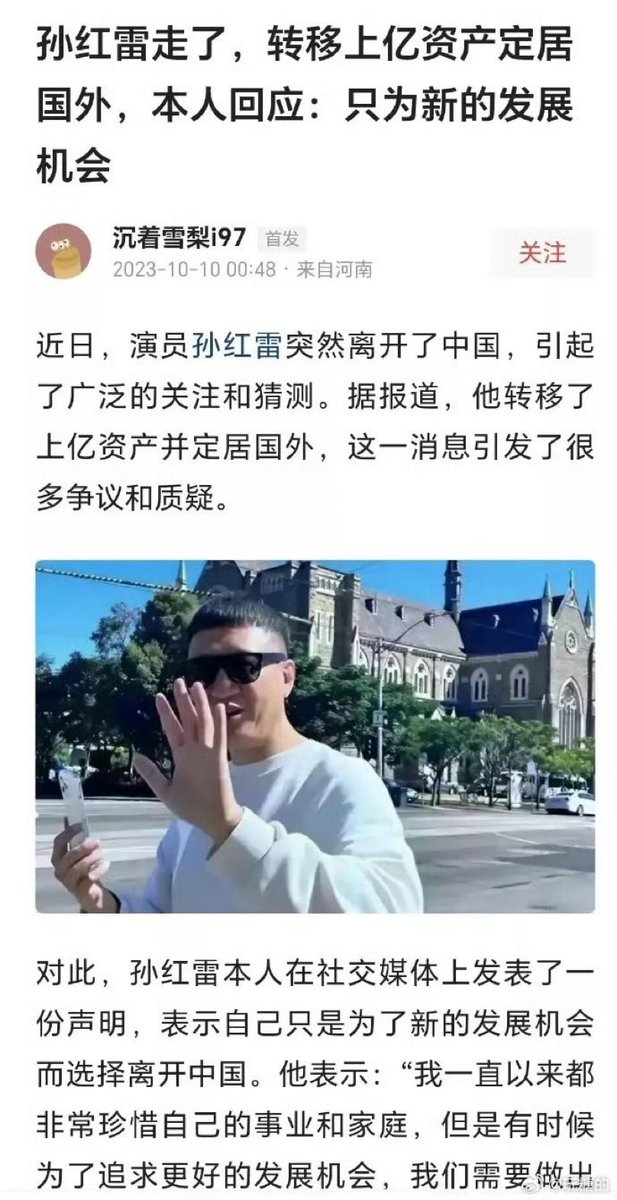 孙红雷走了，转移上亿资产定居
国外，本人回应：只为新的发展
机会
沉着雪梨i97 首发
2023-10-10 00:48 · 来自河南
关注
近日，演员孙红雷突然离开了中国，引起
了广泛的关注和猜测。据报道，他转移了
上亿资产并定居国外，这一消息引发了很
多争议和质疑。
对此，孙红雷本人在社交媒体上发表了一
份声明，表示自己只是为了新的发展机会
而选择离开中国。他表示：“我一直以来都
非常珍惜自己的事业和家庭，但是有时候
为了追求更好的发展机会，我们需要做出